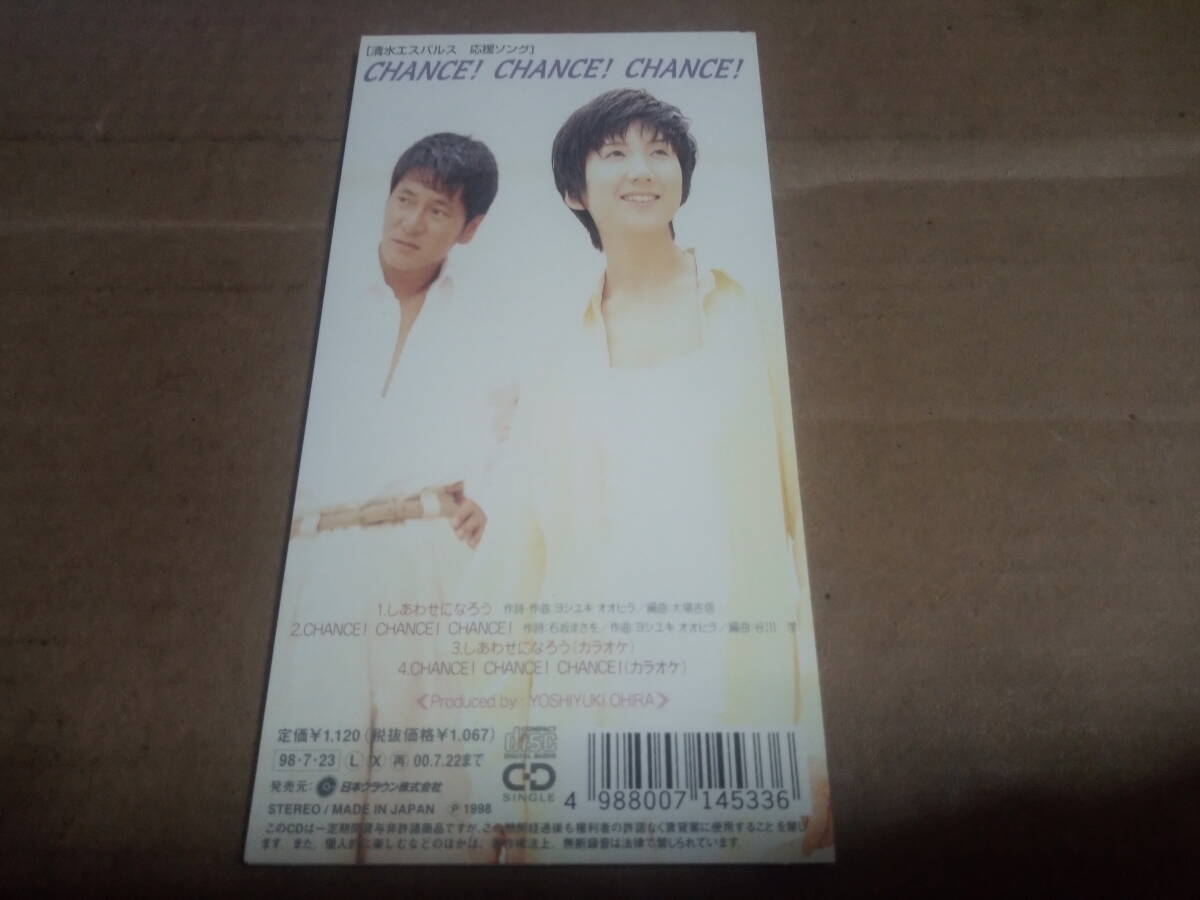 [清水エスパルス 応援ソング]
CHANCE! CHANCE! CHANCE!
1.しあわせになろう 作詩・作曲:ヨシユキ オオヒラ/編曲:大場吉信
2.CHANCE! CHANCE! CHANCE! 作詩:石坂まさを/作曲:ヨシユキ オオヒラ/編曲:谷川
3.しあわせになろう(カラオケ)
4.CHANCE! CHANCE! CHANCE!(カラオケ)
《Produced by : YOSHIYUKI OHIRA》
定価¥1,120(税抜価格¥1,067)
98・7・23 L X 再 00.7.22まで
COMPACT disc DIGITAL AUDIO
CD SINGLE
発売元: 日本クラウン株式会社
STEREO / MADE IN JAPAN Ⓟ 1998
4 988007 145336
このCDは一定期間貸与非許諾商品ですが、この期間経過後も権利者の許諾なく賃貸業に使用することを禁じ
ます。また、個人的に楽しむなどのほかは、著作権法上、無断録音は法律で禁じられています。